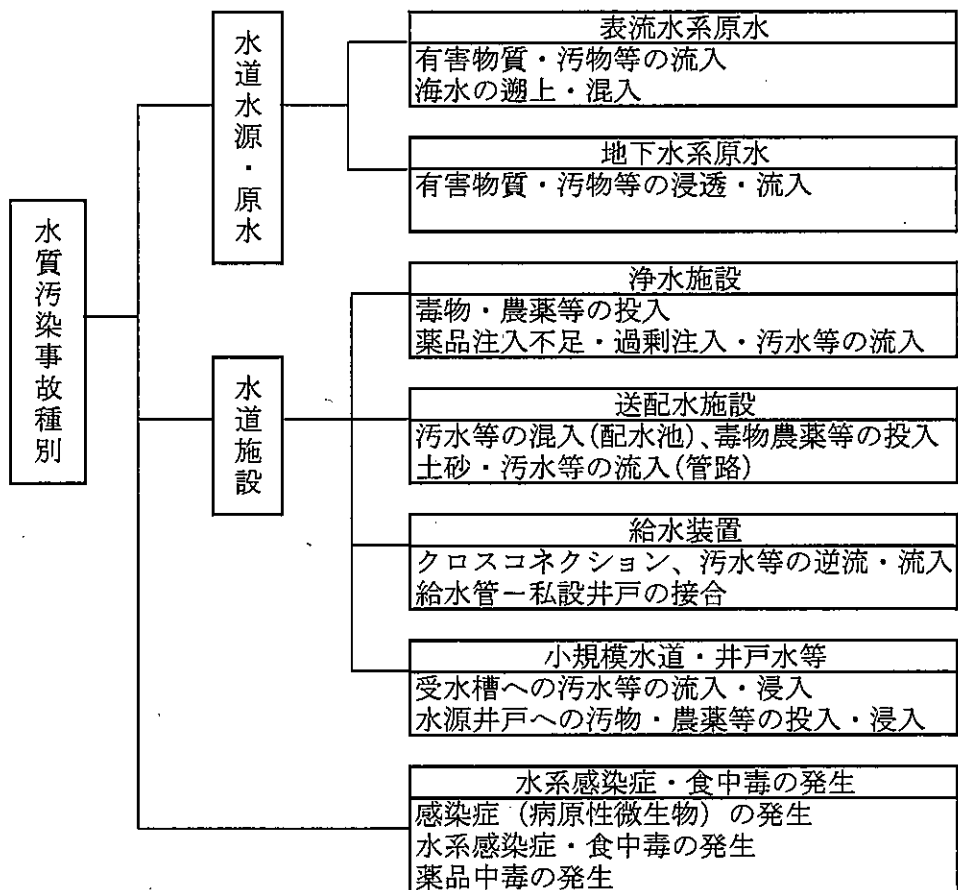 水質汚染事故種別
水道水源・原水
表流水系原水
有害物質・汚物等の流入
海水の遡上・混入
地下水系原水
有害物質・汚物等の浸透・流入
水道施設
浄水施設
毒物・農薬等の投入
薬品注入不足・過剰注入・汚水等の流入
送配水施設
汚水等の混入(配水池)、毒物農薬等の投入
土砂・汚水等の流入(管路)
給水装置
クロスコネクション、汚水等の逆流・流入
給水管ー私設井戸の接合
小規模水道・井戸水等
受水槽への汚水等の流入・浸入
水源井戸への汚物・農薬等の投入・浸入
水系感染症・食中毒の発生
感染症(病原性微生物)の発生
水系感染症・食中毒の発生
薬品中毒の発生